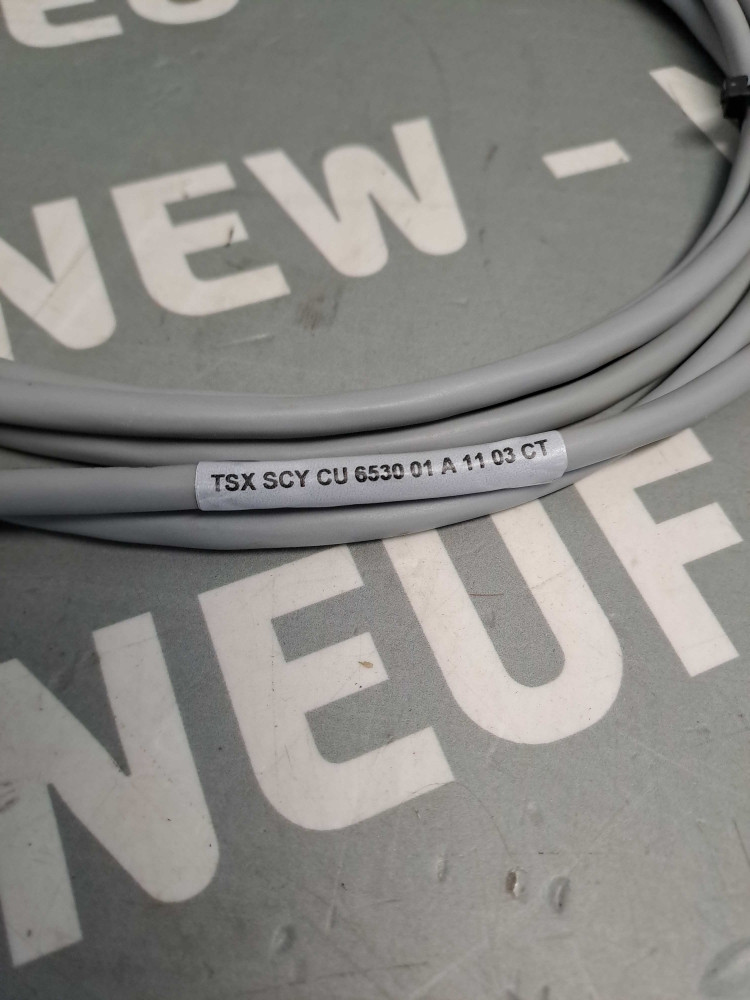 NEW -
TSX SCY CU 6530 01 A 11 03 CT
NEUF